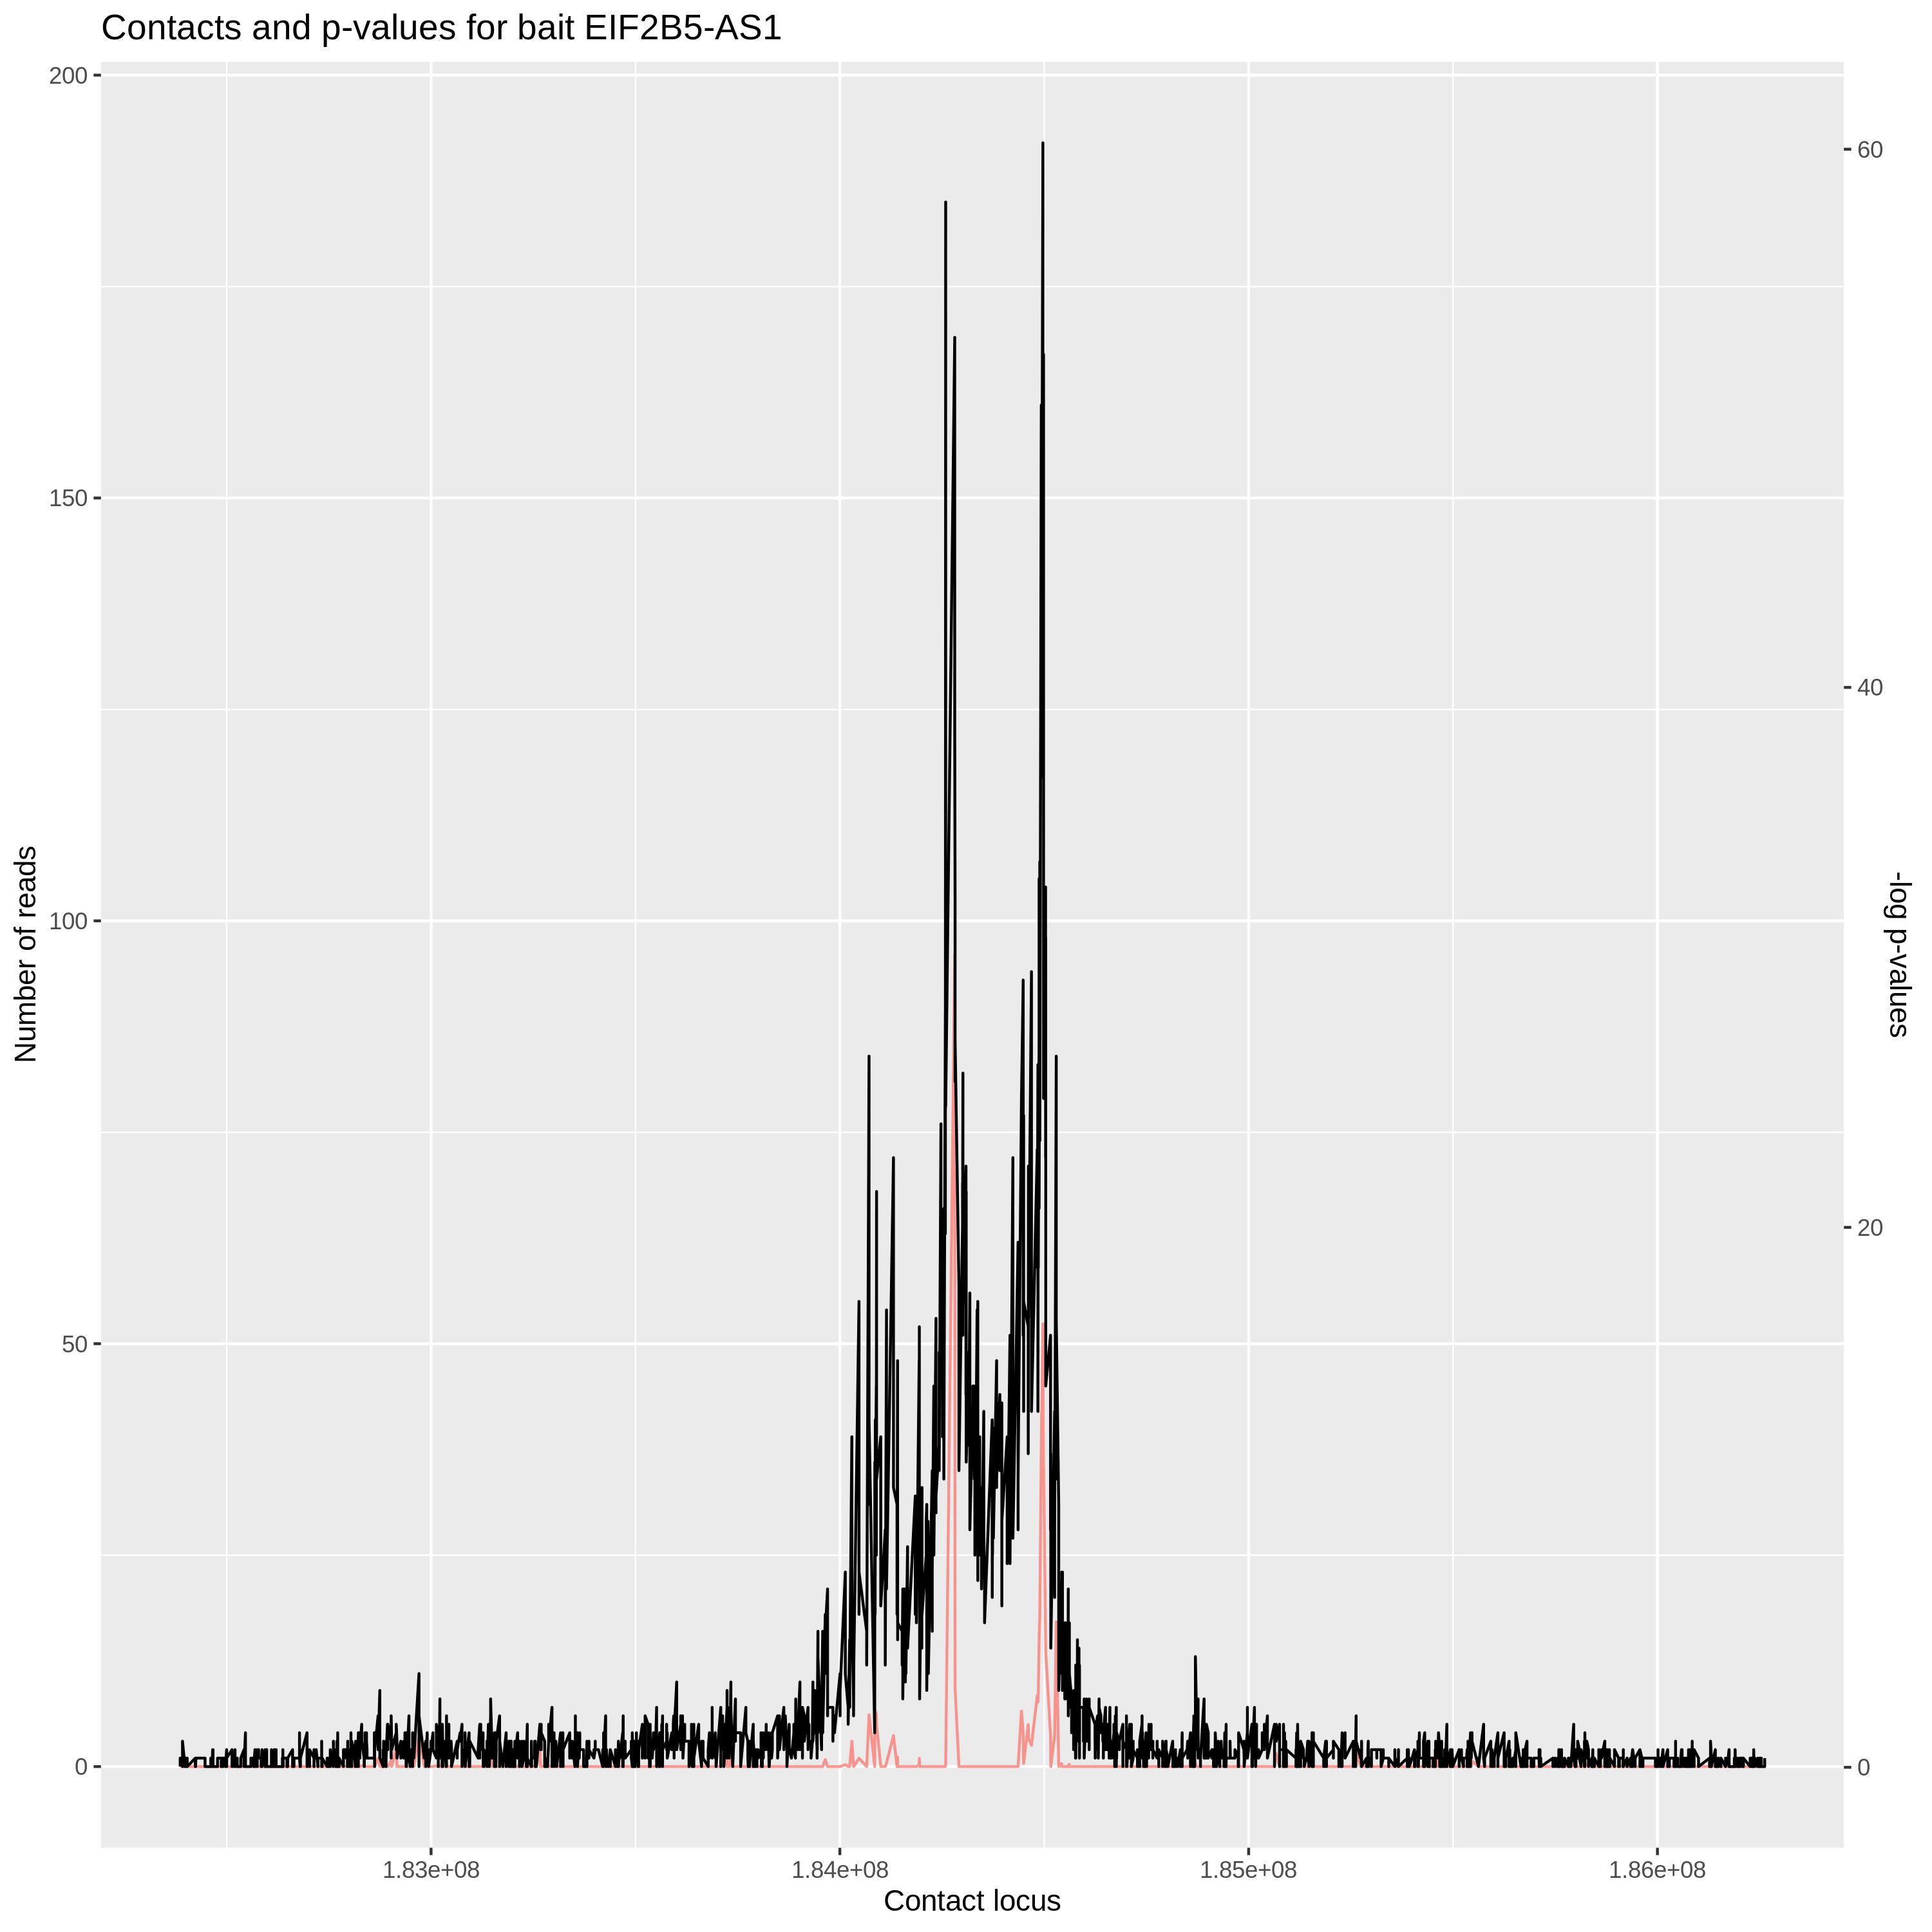 Contacts and p-values for bait EIF2B5-AS1
200
150
100
50
0
Number of reads
60
40
20
0
-log p-values
1.83e+08
1.84e+08
1.85e+08
1.86e+08
Contact locus